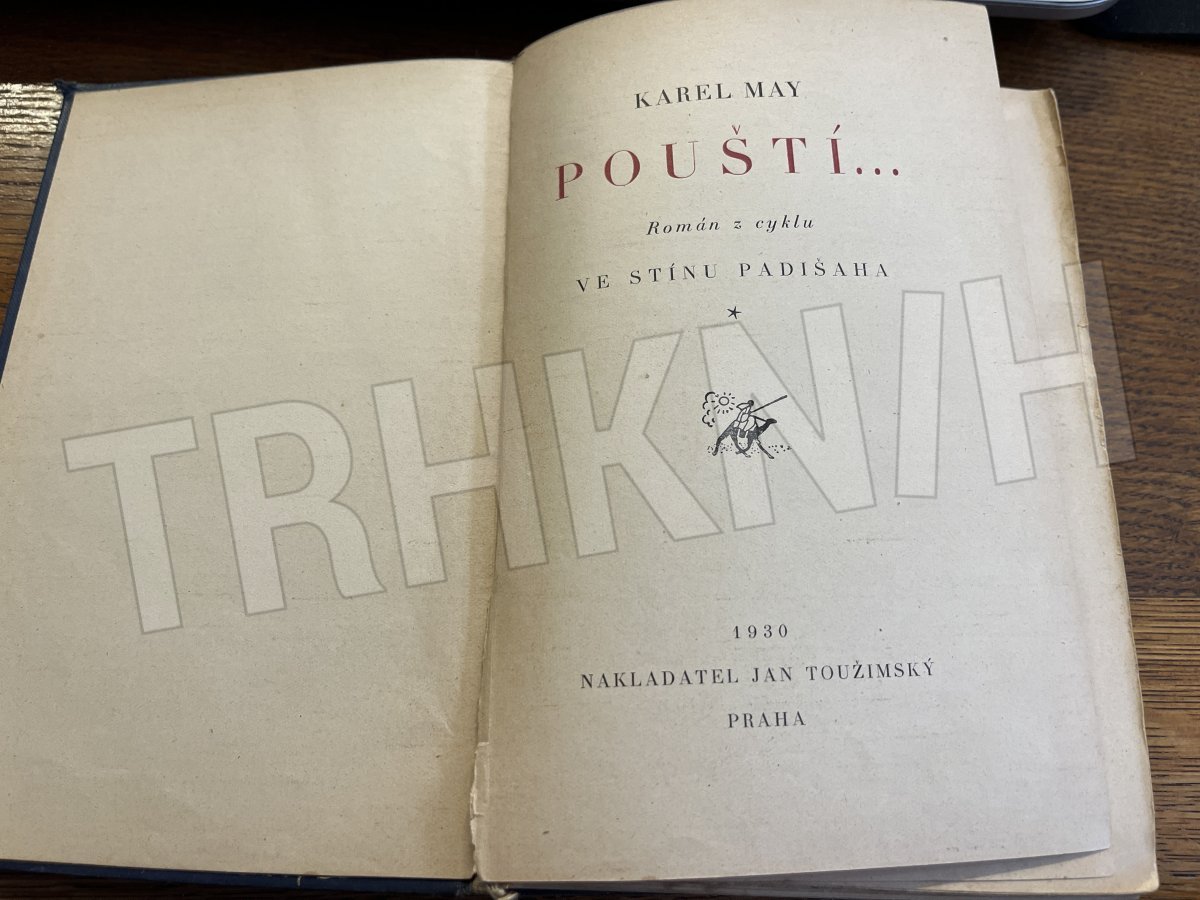 KAREL MAY
POUŠTÍ...
Román z cyklu
VE STÍNU PADIŠAHA
*
TRHKNIH
1930
NAKLADATEL JAN TOUŽIMSKÝ
PRAHA